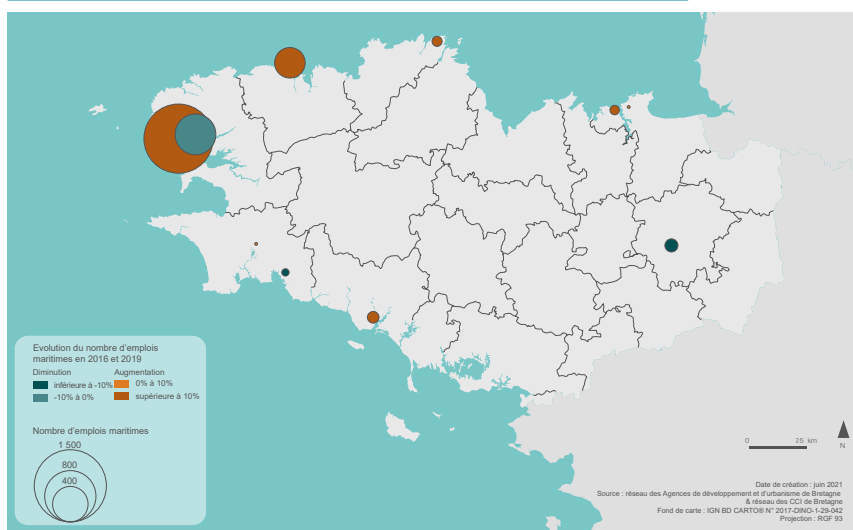 Evolution du nombre d'emplois
maritimes en 2016 et 2019
Diminution
Augmentation
inférieure à -10%
0% à 10%
-10% à 0%
supérieure à 10%
Nombre d'emplois maritimes
1 500
800
400
0
25 km
N
Date de création : juin 2021
Source : réseau des Agences de développement et d'urbanisme de Bretagne
& réseau des CCI de Bretagne
Fond de carte : IGN BD CARTO® N° 2017-DINO-1-29-042
Projection : RGF 93